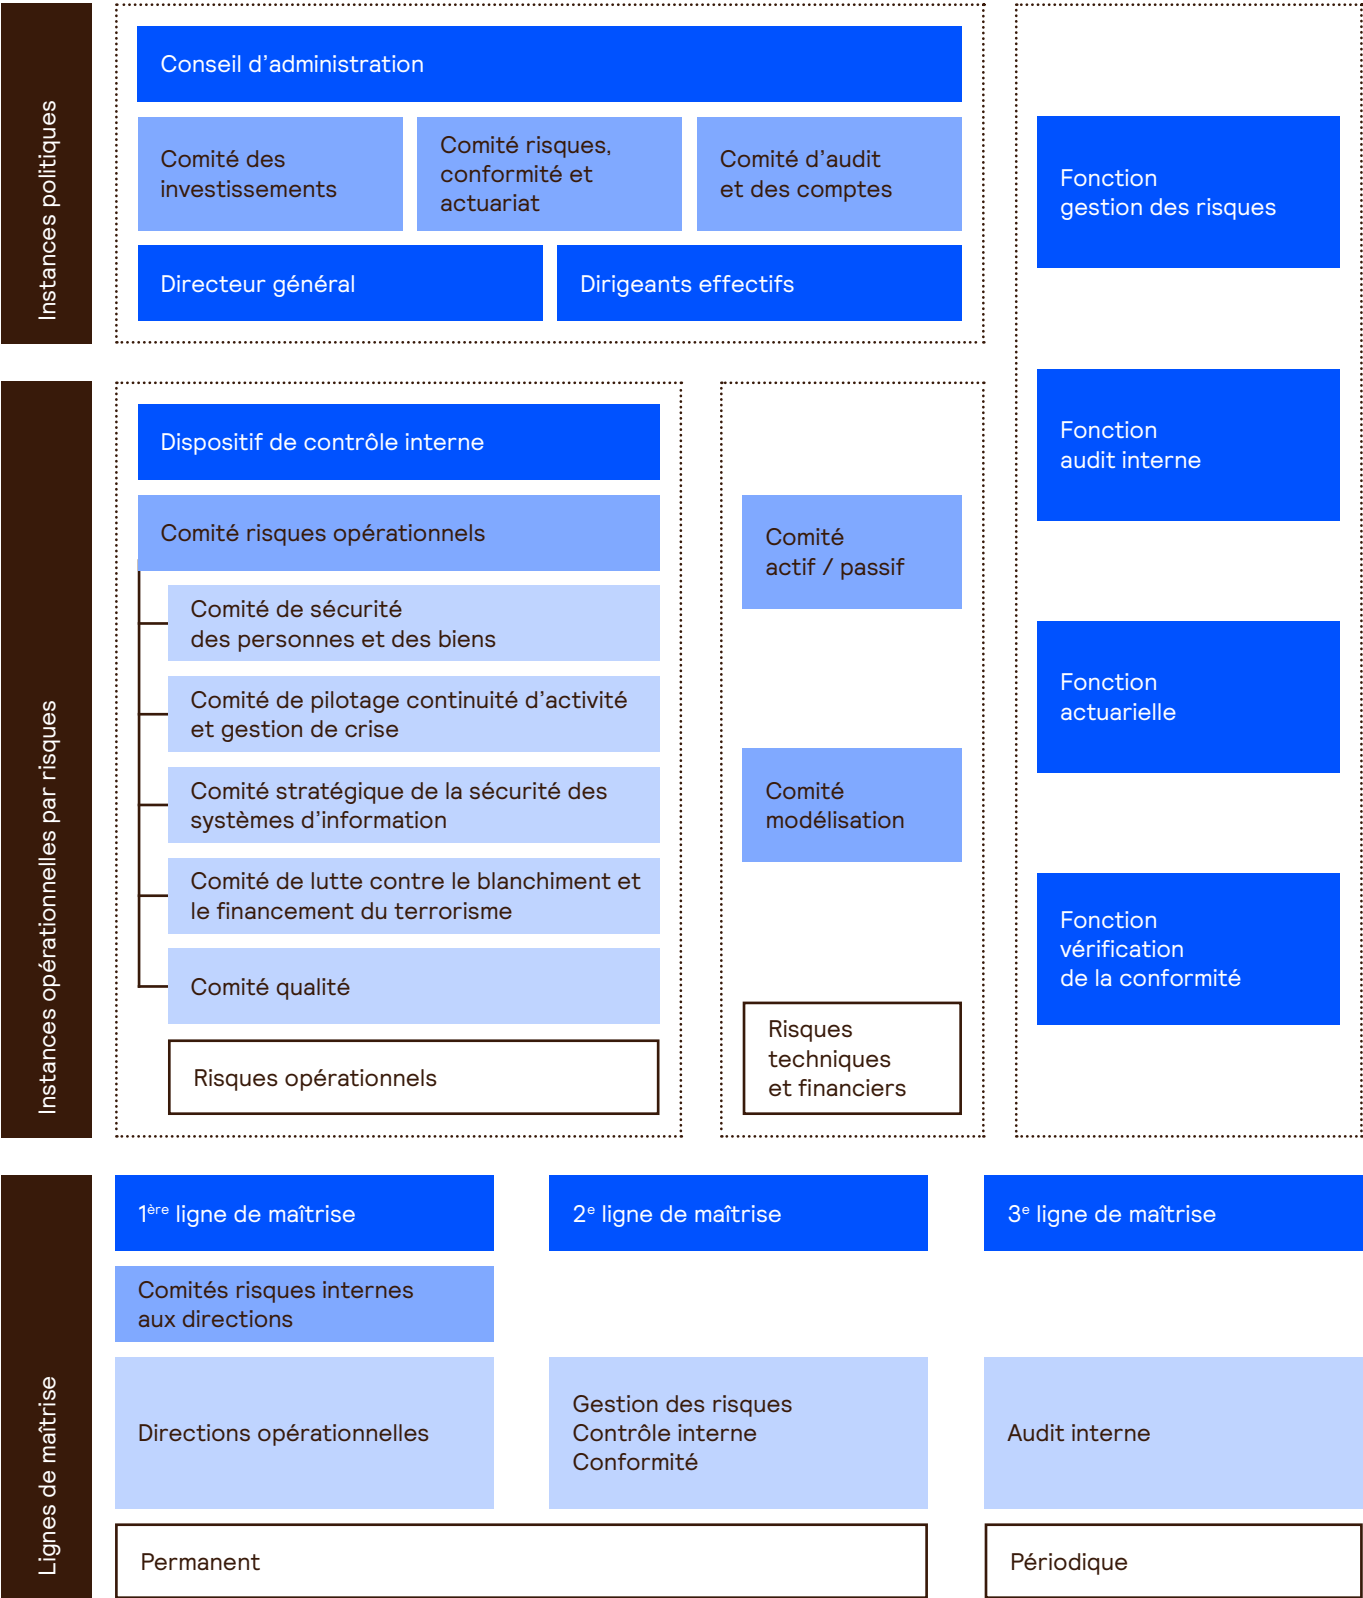 Instances politiques
Conseil d’administration
Comité des
investissements
Comité risques,
conformité et
actuariat
Comité d’audit
et des comptes
Directeur général
Dirigeants effectifs
Fonction
gestion des risques
Fonction
audit interne
Fonction
actuarielle
Fonction
vérification
de la conformité
Instances opérationnelles par risques
Dispositif de contrôle interne
Comité risques opérationnels
Comité de sécurité
des personnes et des biens
Comité de pilotage continuité d’activité
et gestion de crise
Comité stratégique de la sécurité des
systèmes d’information
Comité de lutte contre le blanchiment et
le financement du terrorisme
Comité qualité
Risques opérationnels
Comité
actif / passif
Comité
modélisation
Risques
techniques
et financiers
Lignes de maîtrise
1ère ligne de maîtrise
2e ligne de maîtrise
3e ligne de maîtrise
Comités risques internes
aux directions
Directions opérationnelles
Gestion des risques
Contrôle interne
Conformité
Audit interne
Permanent
Périodique